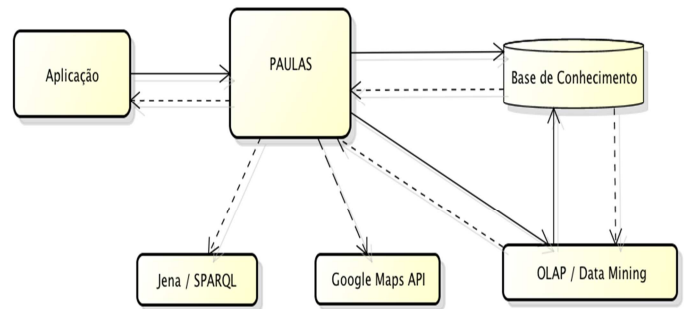 Aplicação
PAULAS
Base de Conhecimento
Jena / SPARQL
Google Maps API
OLAP / Data Mining